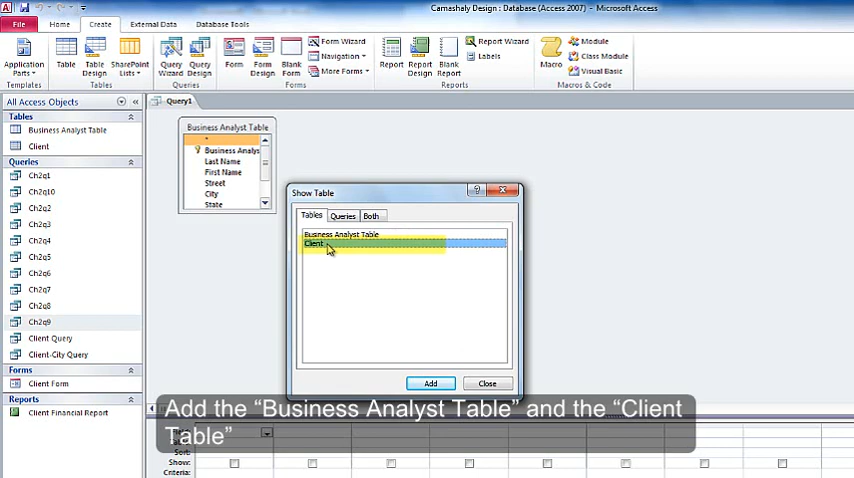 Camashaly Design : Database (Access 2007) - Microsoft Access
File Home Create External Data Database Tools
Application Parts Table Table Design SharePoint Lists Query Wizard Query Design Form Form Design Blank Form Form Wizard Navigation More Forms Report Report Design Blank Report Report Wizard Labels Macro Module Class Module Visual Basic
Templates Tables Queries Forms Reports Macros & Code
All Access Objects
Tables
Business Analyst Table
Client
Queries
Ch2q1
Ch2q10
Ch2q2
Ch2q3
Ch2q4
Ch2q5
Ch2q6
Ch2q7
Ch2q8
Ch2q9
Client Query
Client-City Query
Forms
Client Form
Reports
Client Financial Report
Query1
Business Analyst Table
*
Business Analys
Last Name
First Name
Street
City
State
Show Table
Tables Queries Both
Business Analyst Table
Client
Add Close
Add the “Business Analyst Table” and the “Client
Table”
Field:
Table:
Sort:
Show:
Criteria: